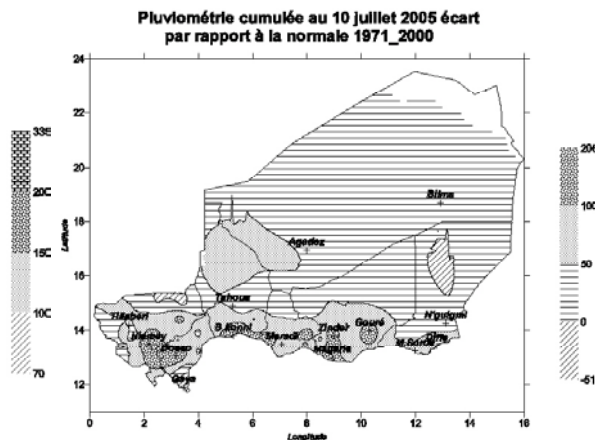 Pluviométrie cumulée au 10 juillet 2005 écart
par rapport à la normale 1971_2000
24
22
20
18
16
14
12
Latitude
0 2 4 6 8 10 12 14 16
Longitude
335
200
150
100
70
206
100
50
0
-51
Bilma
Agadez
Tahoua
Tillabéri
Niamey
Dosso
Gaya
B.Konni
Maradi
Zinder
Magaria
Gouré
N'guigmi
M.Soroa
Diffa